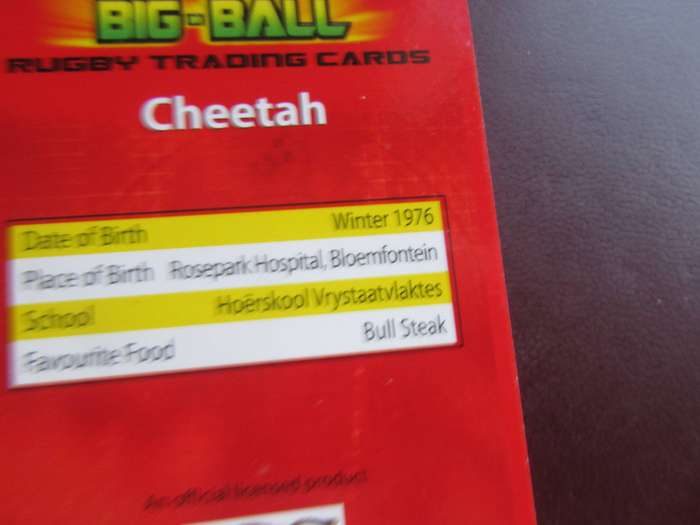 BIG-BALL
RUGBY TRADING CARDS
Cheetah
Date of Birth Winter 1976
Place of Birth Rosepark Hospital, Bloemfontein
School Hoërskool Vrystaatvlaktes
Favourite Food Bull Steak
An official licensed product